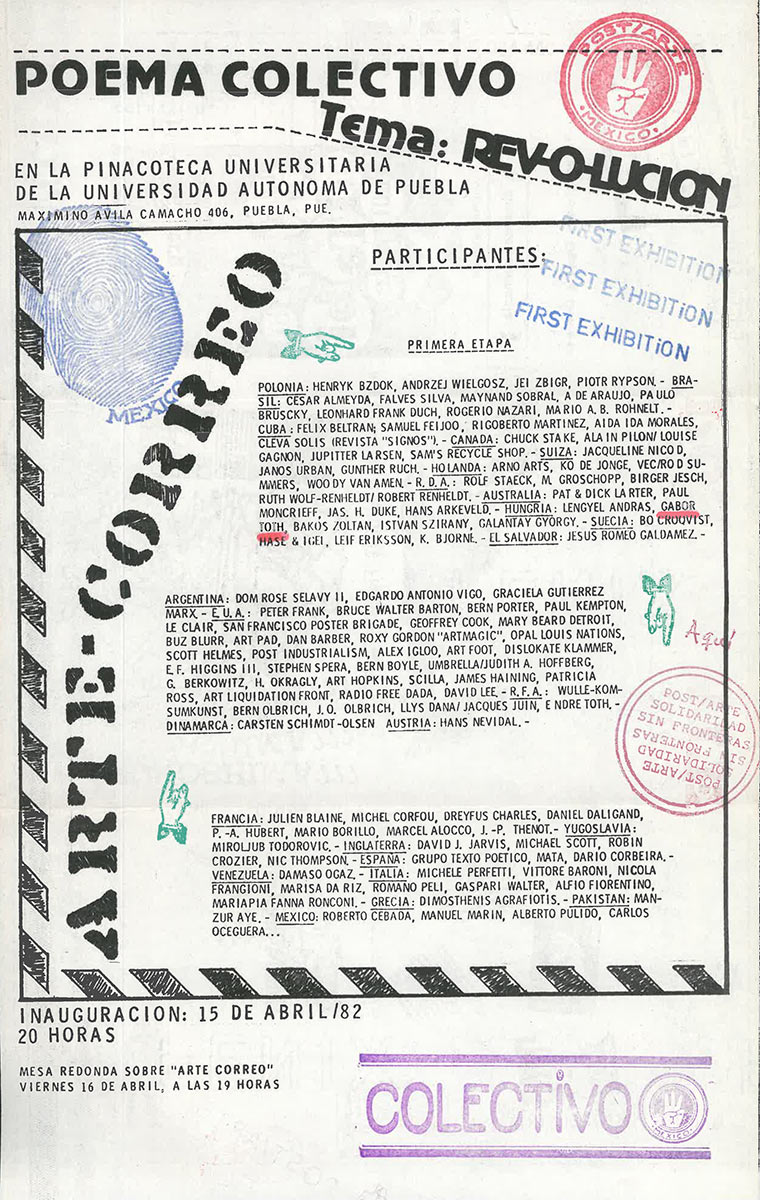 POEMA COLECTIVO
Tema: REV-O-LUCION
POST/ARTE
·MEXICO·
EN LA PINACOTECA UNIVERSITARIA
DE LA UNIVERSIDAD AUTONOMA DE PUEBLA
MAXIMINO AVILA CAMACHO 406, PUEBLA, PUE.
PARTICIPANTES:
FIRST EXHIBITION
FIRST EXHIBITION
FIRST EXHIBITION
MEXICO
ARTE-CORREO
PRIMERA ETAPA
POLONIA: HENRYK BZDOK, ANDRZEJ WIELGOSZ, JEI ZBIGR, PIOTR RYPSON.- BRA-
SIL: CESAR ALMEYDA, FALVES SILVA, MAYNAND SOBRAL, A DE ARAUJO, PAULO
BRUSCKY, LEONHARD FRANK DUCH, ROGERIO NAZARI, MARIO A.B. ROHNELT.-
CUBA: FELIX BELTRAN; SAMUEL FEIJOO, RIGOBERTO MARTINEZ, AIDA IDA MORALES,
CLEVA SOLIS (REVISTA "SIGNOS").- CANADA: CHUCK STAKE, ALAIN PILON/ LOUISE
GAGNON, JUPITTER LARSEN, SAM'S RECYCLE SHOP.- SUIZA: JACQUELINE NICOD,
JANOS URBAN, GUNTHER RUCH.- HOLANDA: ARNO ARTS, KO DE JONGE, VEC/ROD SU-
MMERS, WOODY VAN AMEN.- R.D.A.: ROLF STAECK, M. GROSCHOPP, BIRGER JESCH,
RUTH WOLF-RENHELDT/ ROBERT RENHELDT.- AUSTRALIA: PAT & DICK LARTER, PAUL
MONCRIEFF, JAS. H. DUKE, HANS ARKEVELD.- HUNGRIA: LENGYEL ANDRAS, GABOR
TOTH, BAKOS ZOLTAN, ISTVAN SZIRANY, GALANTAY GYÖRGY.- SUECIA: BO CROQVIST,
HASE & IGEI, LEIF ERIKSSON, K. BJORNE.- EL SALVADOR: JESUS ROMEO GALDAMEZ.-
ARGENTINA: DOM ROSE SELAVY II, EDGARDO ANTONIO VIGO, GRACIELA GUTIERREZ
MARX.- E.U.A.: PETER FRANK, BRUCE WALTER BARTON, BERN PORTER, PAUL KEMPTON,
LE CLAIR, SAN FRANCISCO POSTER BRIGADE, GEOFFREY COOK, MARY BEARD DETROIT,
BUZ BLURR, ART PAD, DAN BARBER, ROXY GORDON "ARTMAGIC", OPAL LOUIS NATIONS,
SCOTT HELMES, POST INDUSTRIALISM, ALEX IGLOO, ART FOOT, DISLOKATE KLAMMER,
E.F. HIGGINS III, STEPHEN SPERA, BERN BOYLE, UMBRELLA/JUDITH A. HOFFBERG,
G. BERKOWITZ, H. OKRAGLY, ART HOPKINS, SCILLA, JAMES HAINING, PATRICIA
ROSS, ART LIQUIDATION FRONT, RADIO FREE DADA, DAVID LEE.- R.F.A.: WULLE-KOM-
SUMKUNST, BERN OLBRICH, J.O. OLBRICH, LLYS DANA/ JACQUES JUIN, ENDRE TOTH.-
DINAMARCA: CARSTEN SCHIMDT-OLSEN AUSTRIA: HANS NEVIDAL.-
Aquí
POST/ARTE
SOLIDARIDAD
SIN FRONTERAS
SIN FRONTERAS
SOLIDARIDAD
POST/ARTE
FRANCIA: JULIEN BLAINE, MICHEL CORFOU, DREYFUS CHARLES, DANIEL DALIGAND,
P.-A. HUBERT, MARIO BORILLO, MARCEL ALOCCO, J.-P. THENOT.- YUGOSLAVIA:
MIROLJUB TODOROVIC.- INGLATERRA: DAVID J. JARVIS, MICHAEL SCOTT, ROBIN
CROZIER, NIC THOMPSON.- ESPAÑA: GRUPO TEXTO POETICO, MATA, DARIO CORBEIRA.-
VENEZUELA: DAMASO OGAZ.- ITALIA: MICHELE PERFETTI, VITTORE BARONI, NICOLA
FRANGIONI, MARISA DA RIZ, ROMANO PELI, GASPARI WALTER, ALFIO FIORENTINO,
MARIAPIA FANNA RONCONI.- GRECIA: DIMOSTHENIS AGRAFIOTIS.- PAKISTAN: MAN-
ZUR AYE.- MEXICO: ROBERTO CEBADA, MANUEL MARIN, ALBERTO PULIDO, CARLOS
OCEGUERA...
INAUGURACION: 15 DE ABRIL/82
20 HORAS
MESA REDONDA SOBRE "ARTE CORREO"
VIERNES 16 DE ABRIL, A LAS 19 HORAS
COLECTIVO
MEXICO